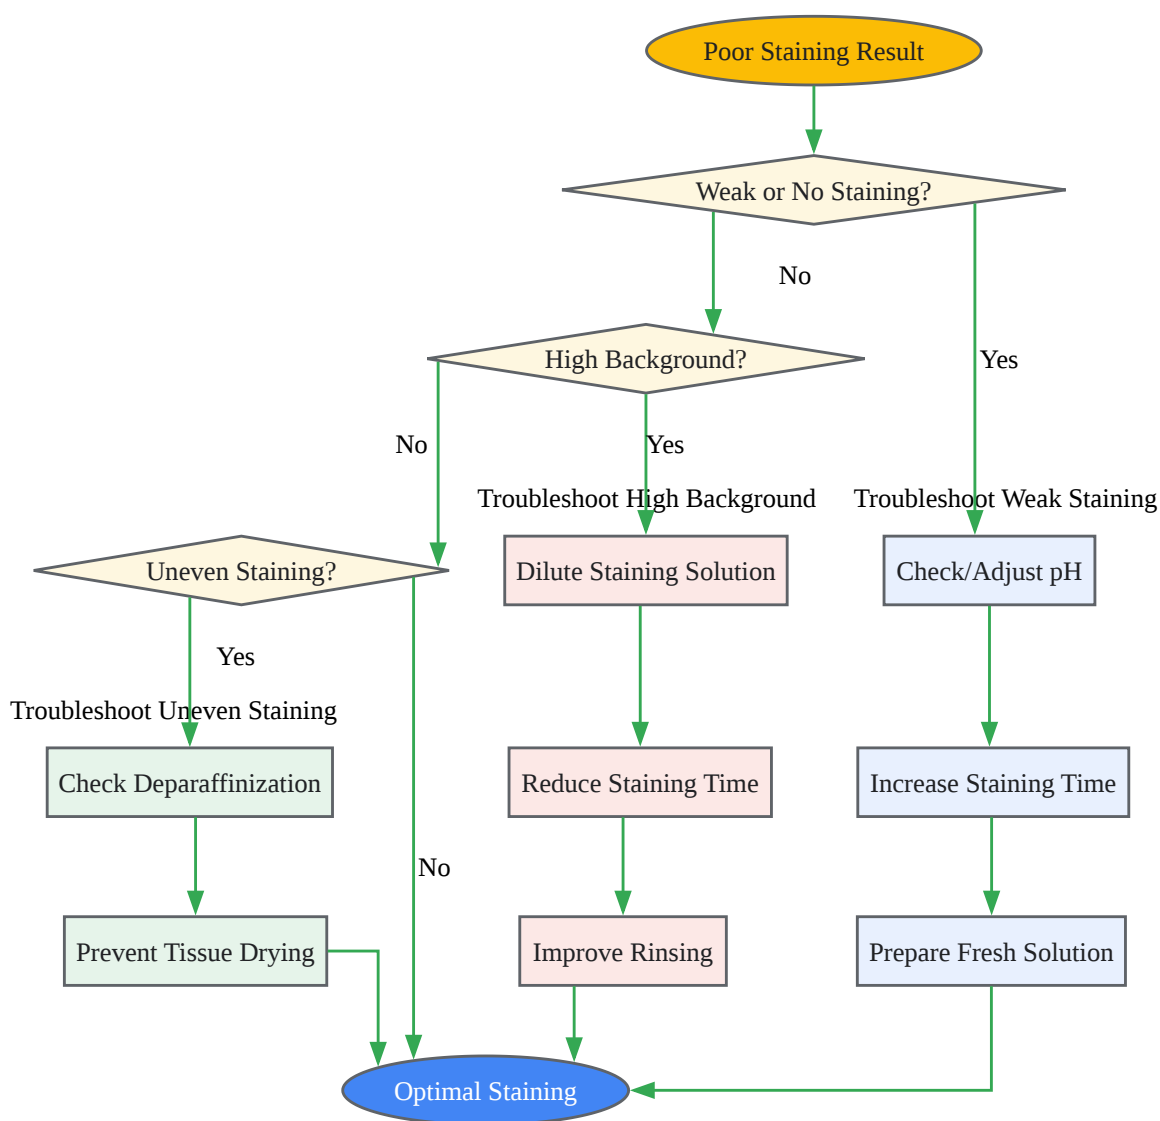 Poor Staining Result
Weak or No Staining?
No
High Background?
Yes
No
Yes
Troubleshoot High Background
Troubleshoot Weak Staining
Uneven Staining?
Dilute Staining Solution
Check/Adjust pH
Yes
Troubleshoot Uneven Staining
Check Deparaffinization
Reduce Staining Time
Increase Staining Time
No
Prevent Tissue Drying
Improve Rinsing
Prepare Fresh Solution
Optimal Staining